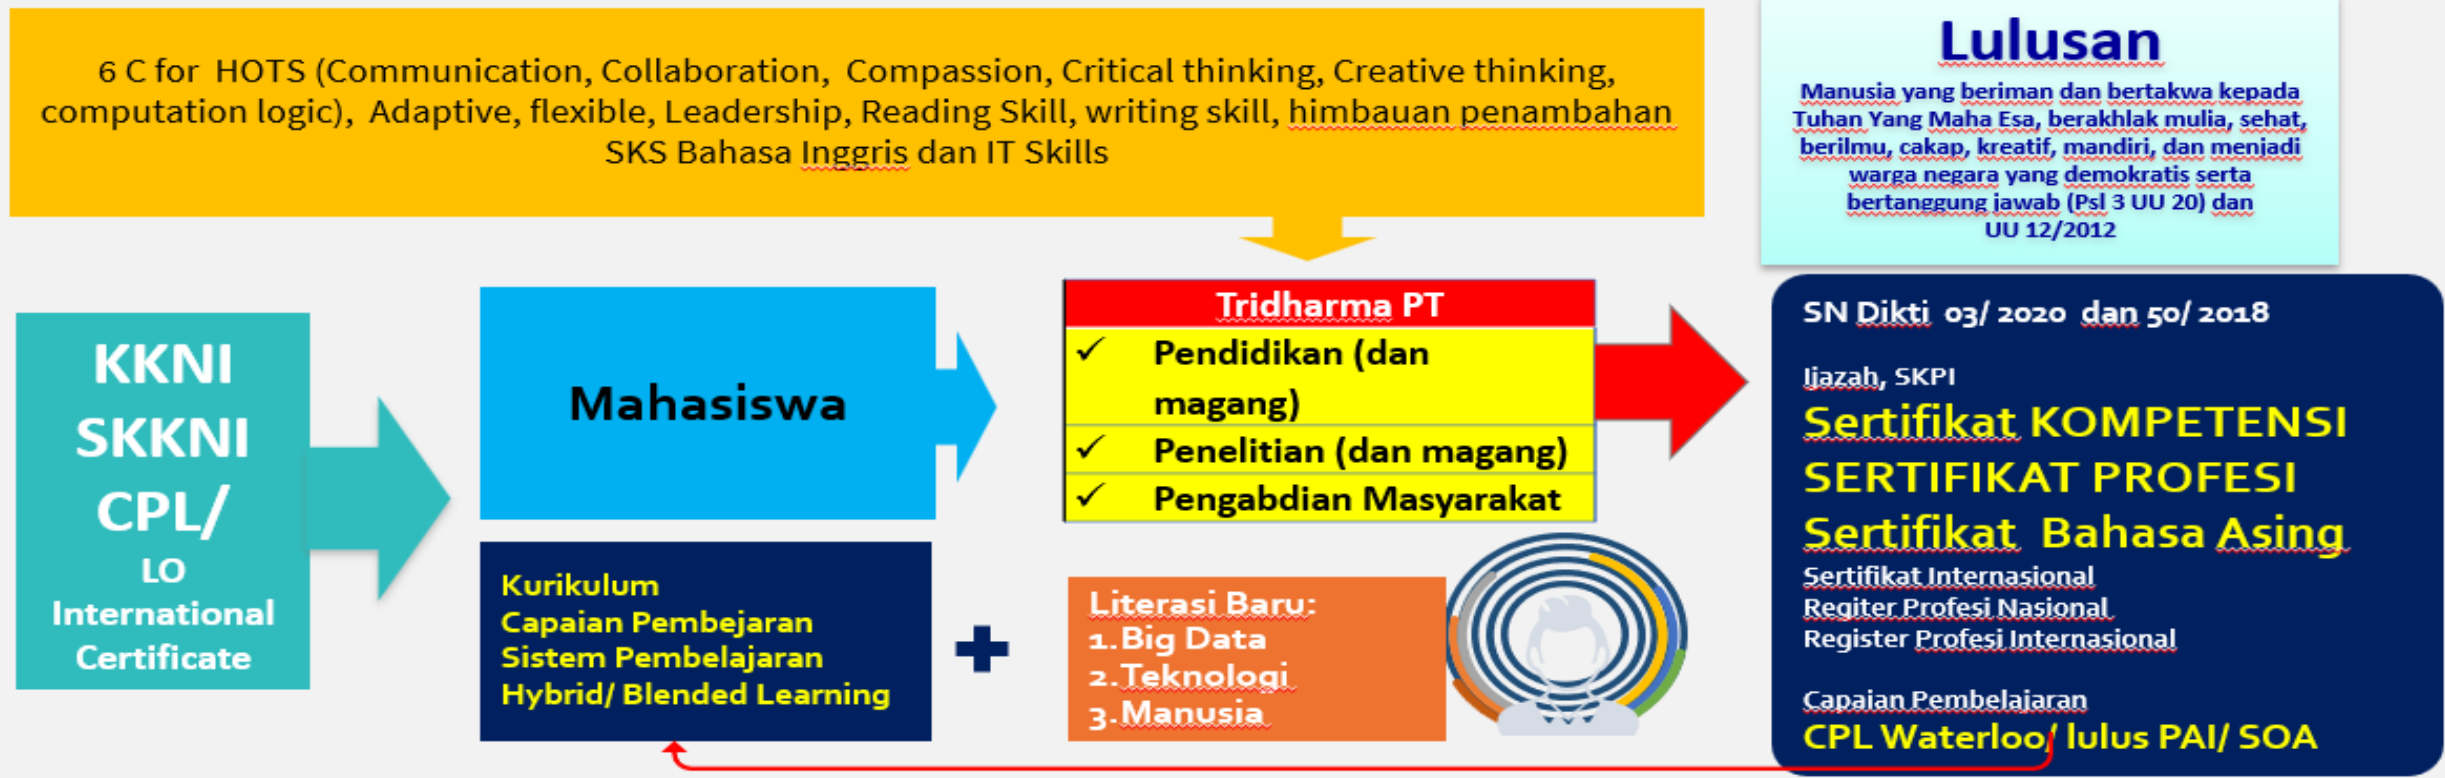 6 C for HOTS (Communication, Collaboration, Compassion, Critical thinking, Creative thinking,
computation logic), Adaptive, flexible, Leadership, Reading Skill, writing skill, himbauan penambahan
SKS Bahasa Inggris dan IT Skills
Lulusan
Manusia yang beriman dan bertakwa kepada
Tuhan Yang Maha Esa, berakhlak mulia, sehat,
berilmu, cakap, kreatif, mandiri, dan menjadi
warga negara yang demokratis serta
bertanggung jawab (Psl 3 UU 20) dan
UU 12/2012
KKNI
SKKNI
CPL/
LO
International
Certificate
Mahasiswa
Kurikulum
Capaian Pembejaran
Sistem Pembelajaran
Hybrid/ Blended Learning
Tridharma PT
✓ Pendidikan (dan
magang)
✓ Penelitian (dan magang)
✓ Pengabdian Masyarakat
Literasi Baru:
1.Big Data
2.Teknologi
3.Manusia
SN Dikti 03/ 2020 dan 50/ 2018
Ijazah, SKPI
Sertifikat KOMPETENSI
SERTIFIKAT PROFESI
Sertifikat Bahasa Asing
Sertifikat Internasional
Regiter Profesi Nasional
Register Profesi Internasional
Capaian Pembelajaran
CPL Waterloo/ lulus PAI/ SOA